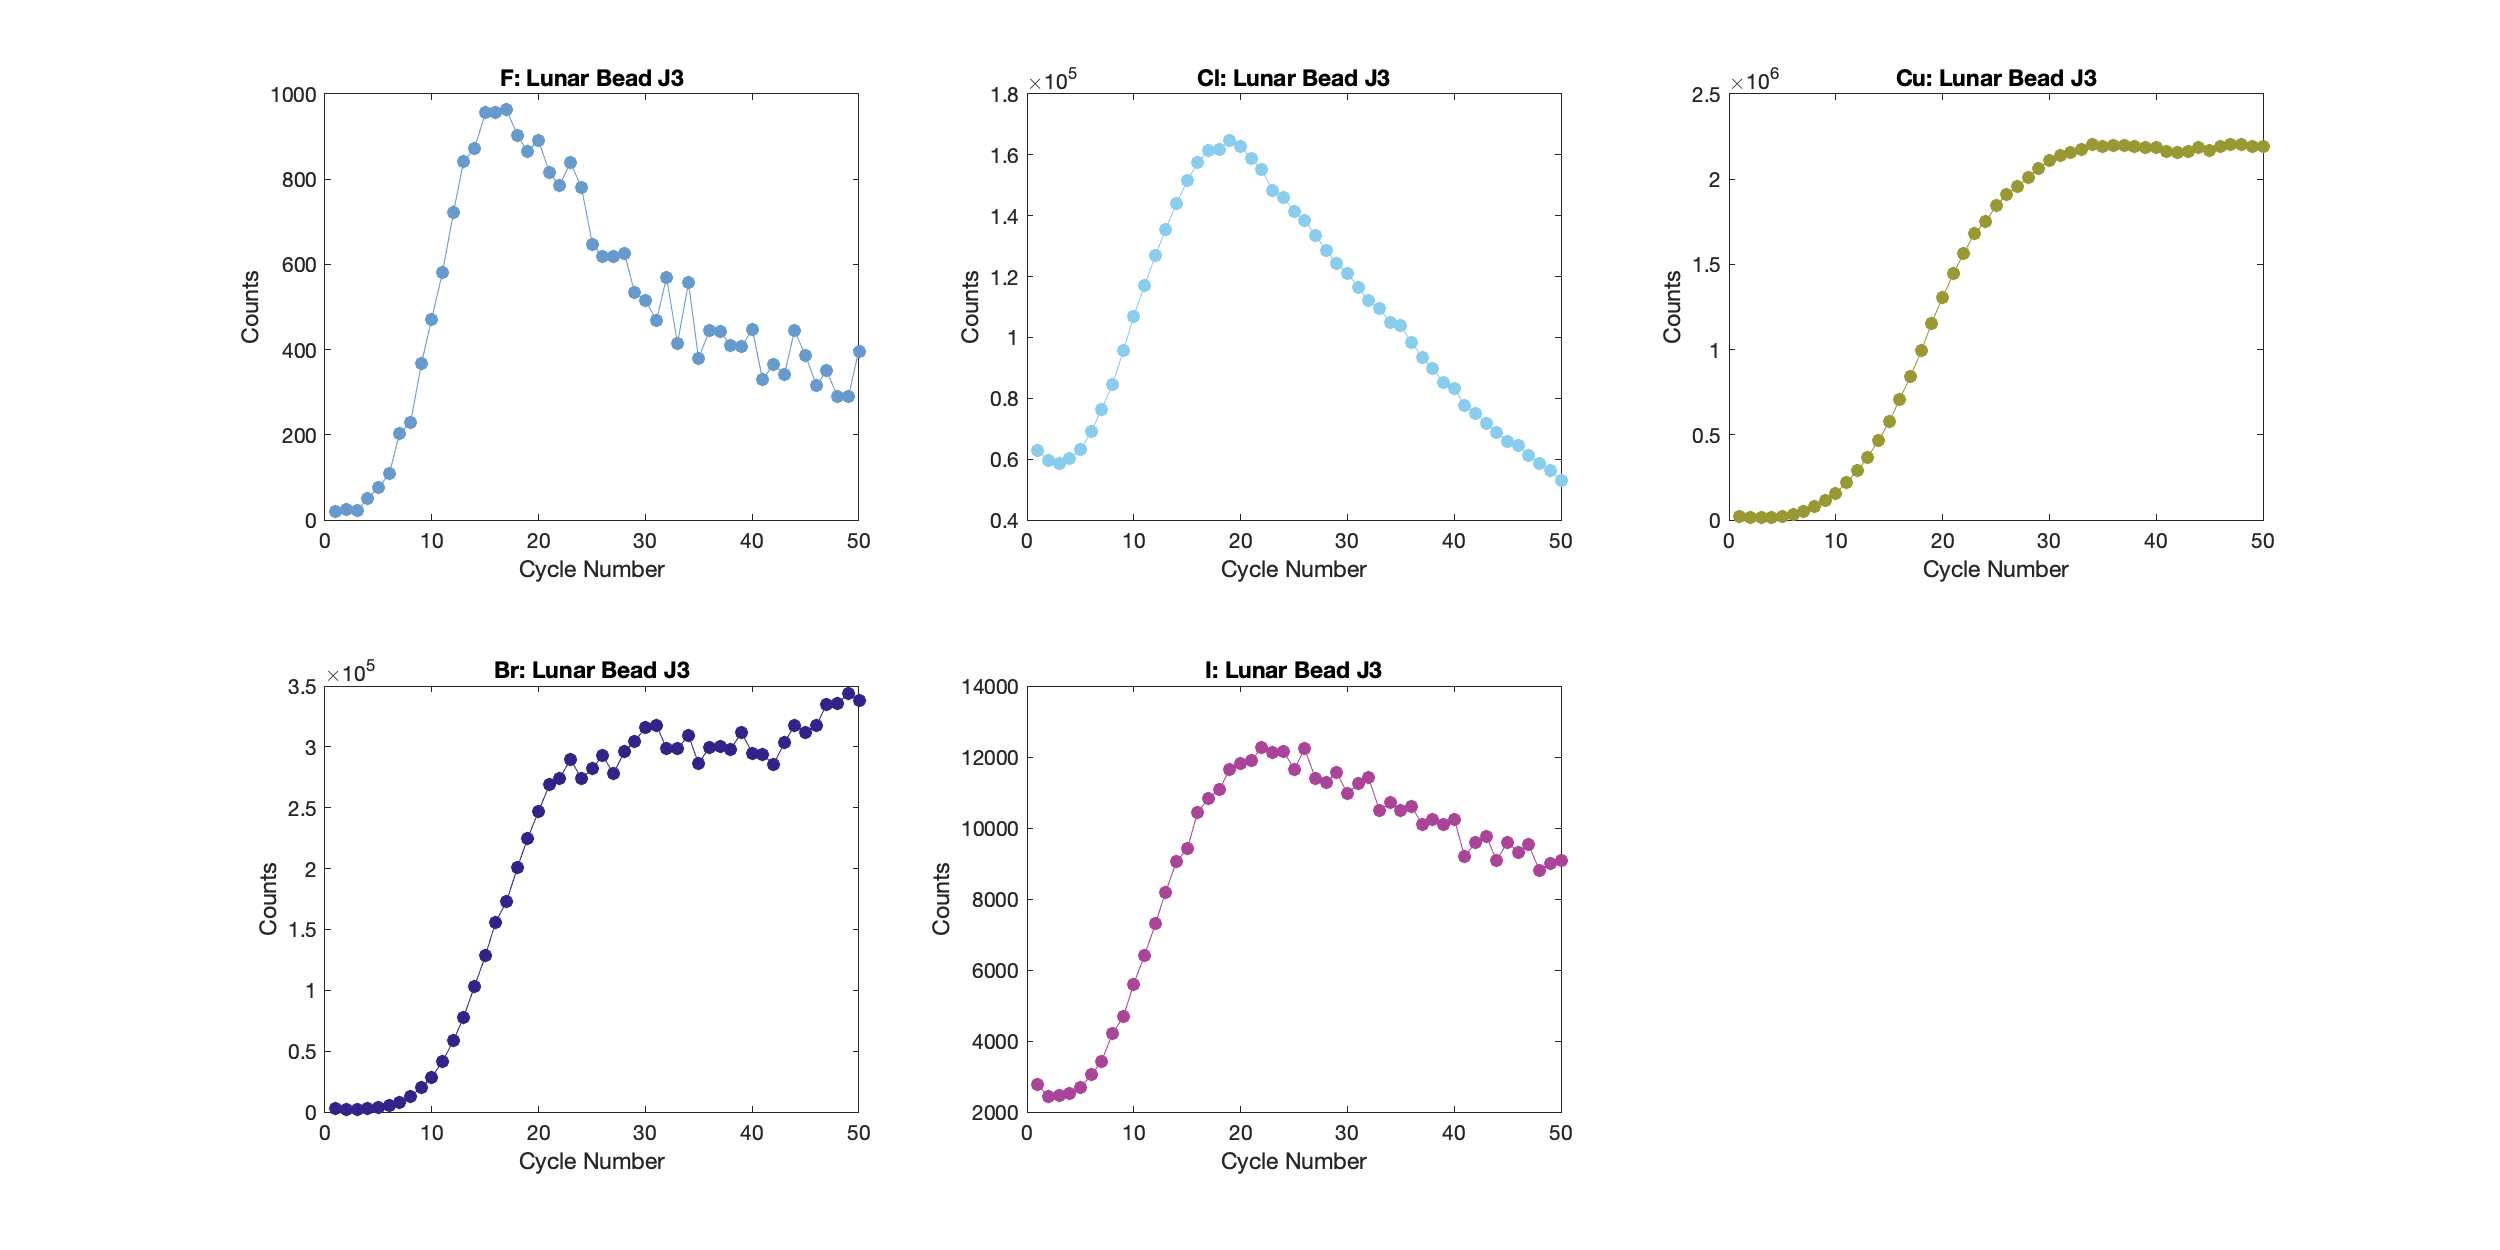 F: Lunar Bead J3
1000
800
600
400
200
0
Counts
0 10 20 30 40 50
Cycle Number
Cl: Lunar Bead J3
×10^5
1.8
1.6
1.4
1.2
1
0.8
0.6
0.4
Counts
0 10 20 30 40 50
Cycle Number
Cu: Lunar Bead J3
×10^6
2.5
2
1.5
1
0.5
0
Counts
0 10 20 30 40 50
Cycle Number
Br: Lunar Bead J3
×10^5
3.5
3
2.5
2
1.5
1
0.5
0
Counts
0 10 20 30 40 50
Cycle Number
I: Lunar Bead J3
14000
12000
10000
8000
6000
4000
2000
Counts
0 10 20 30 40 50
Cycle Number